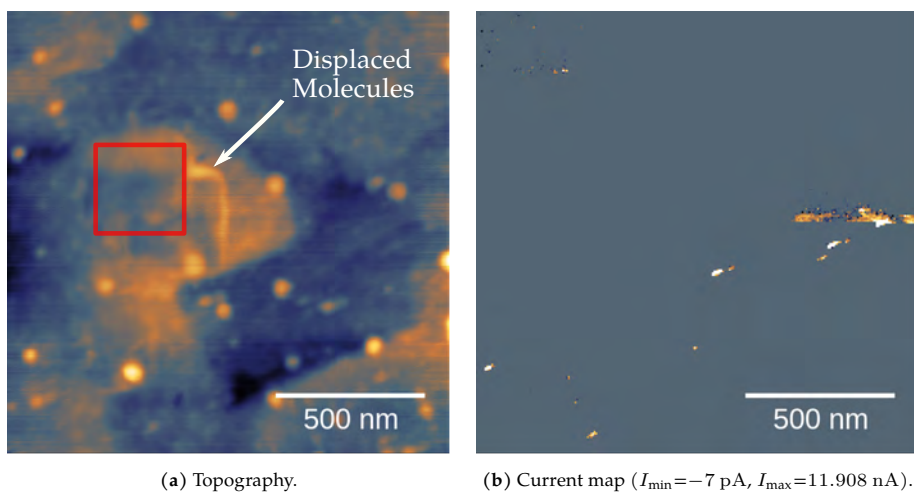 Displaced
Molecules
500 nm
500 nm
(a) Topography.
(b) Current map (Imin=−7 pA, Imax=11.908 nA).